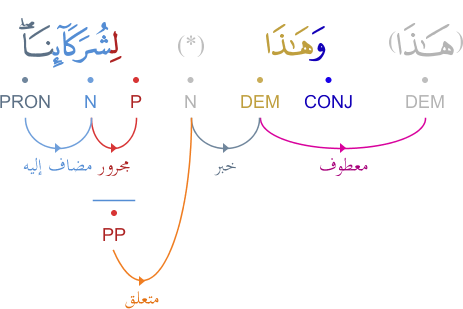 (هَـٰذَا) وَهَـٰذَا (*) لِشُرَكَآئِنَا ۖ
DEM CONJ DEM N P N PRON
معطوف خبر مجرور مضاف إليه
PP
متعلق